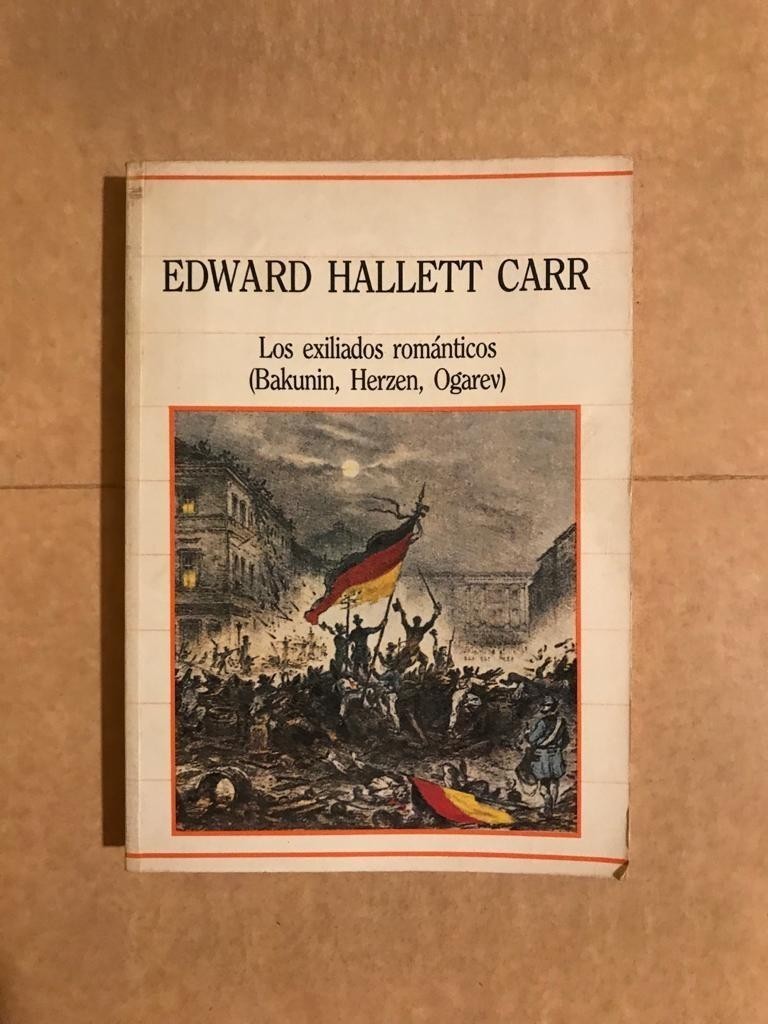 EDWARD HALLETT CARR
Los exiliados románticos
(Bakunin, Herzen, Ogarev)